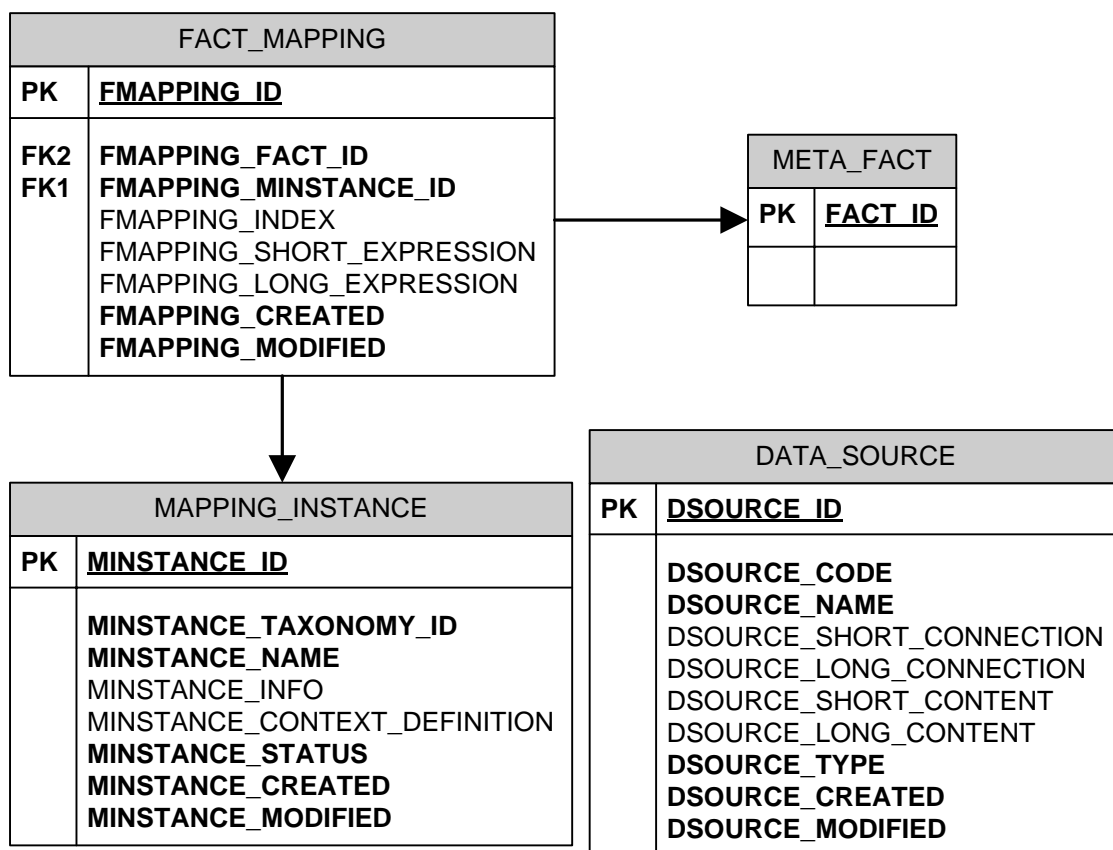 FACT_MAPPING
PK FMAPPING_ID
FK2 FMAPPING_FACT_ID
FK1 FMAPPING_MINSTANCE_ID
FMAPPING_INDEX
FMAPPING_SHORT_EXPRESSION
FMAPPING_LONG_EXPRESSION
FMAPPING_CREATED
FMAPPING_MODIFIED
META_FACT
PK FACT_ID
MAPPING_INSTANCE
PK MINSTANCE_ID
MINSTANCE_TAXONOMY_ID
MINSTANCE_NAME
MINSTANCE_INFO
MINSTANCE_CONTEXT_DEFINITION
MINSTANCE_STATUS
MINSTANCE_CREATED
MINSTANCE_MODIFIED
DATA_SOURCE
PK DSOURCE_ID
DSOURCE_CODE
DSOURCE_NAME
DSOURCE_SHORT_CONNECTION
DSOURCE_LONG_CONNECTION
DSOURCE_SHORT_CONTENT
DSOURCE_LONG_CONTENT
DSOURCE_TYPE
DSOURCE_CREATED
DSOURCE_MODIFIED